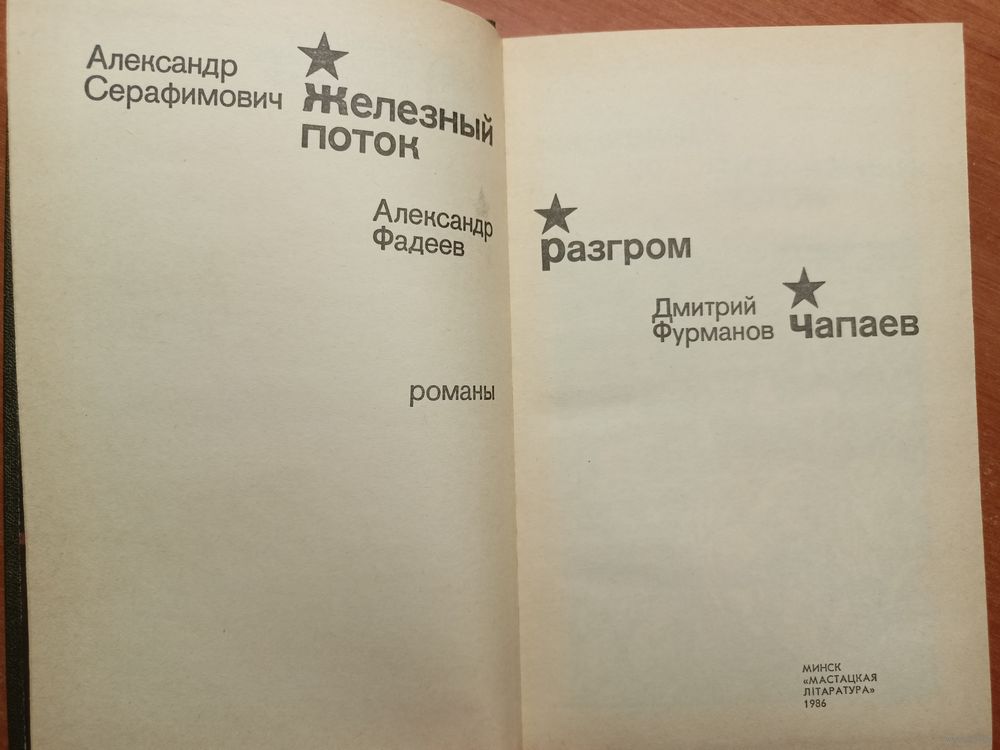 Александр
Серафимович
Железный
поток
Александр
Фадеев
Разгром
Дмитрий
Фурманов
Чапаев
романы
МИНСК
«МАСТАЦКАЯ
ЛІТАРАТУРА»
1986